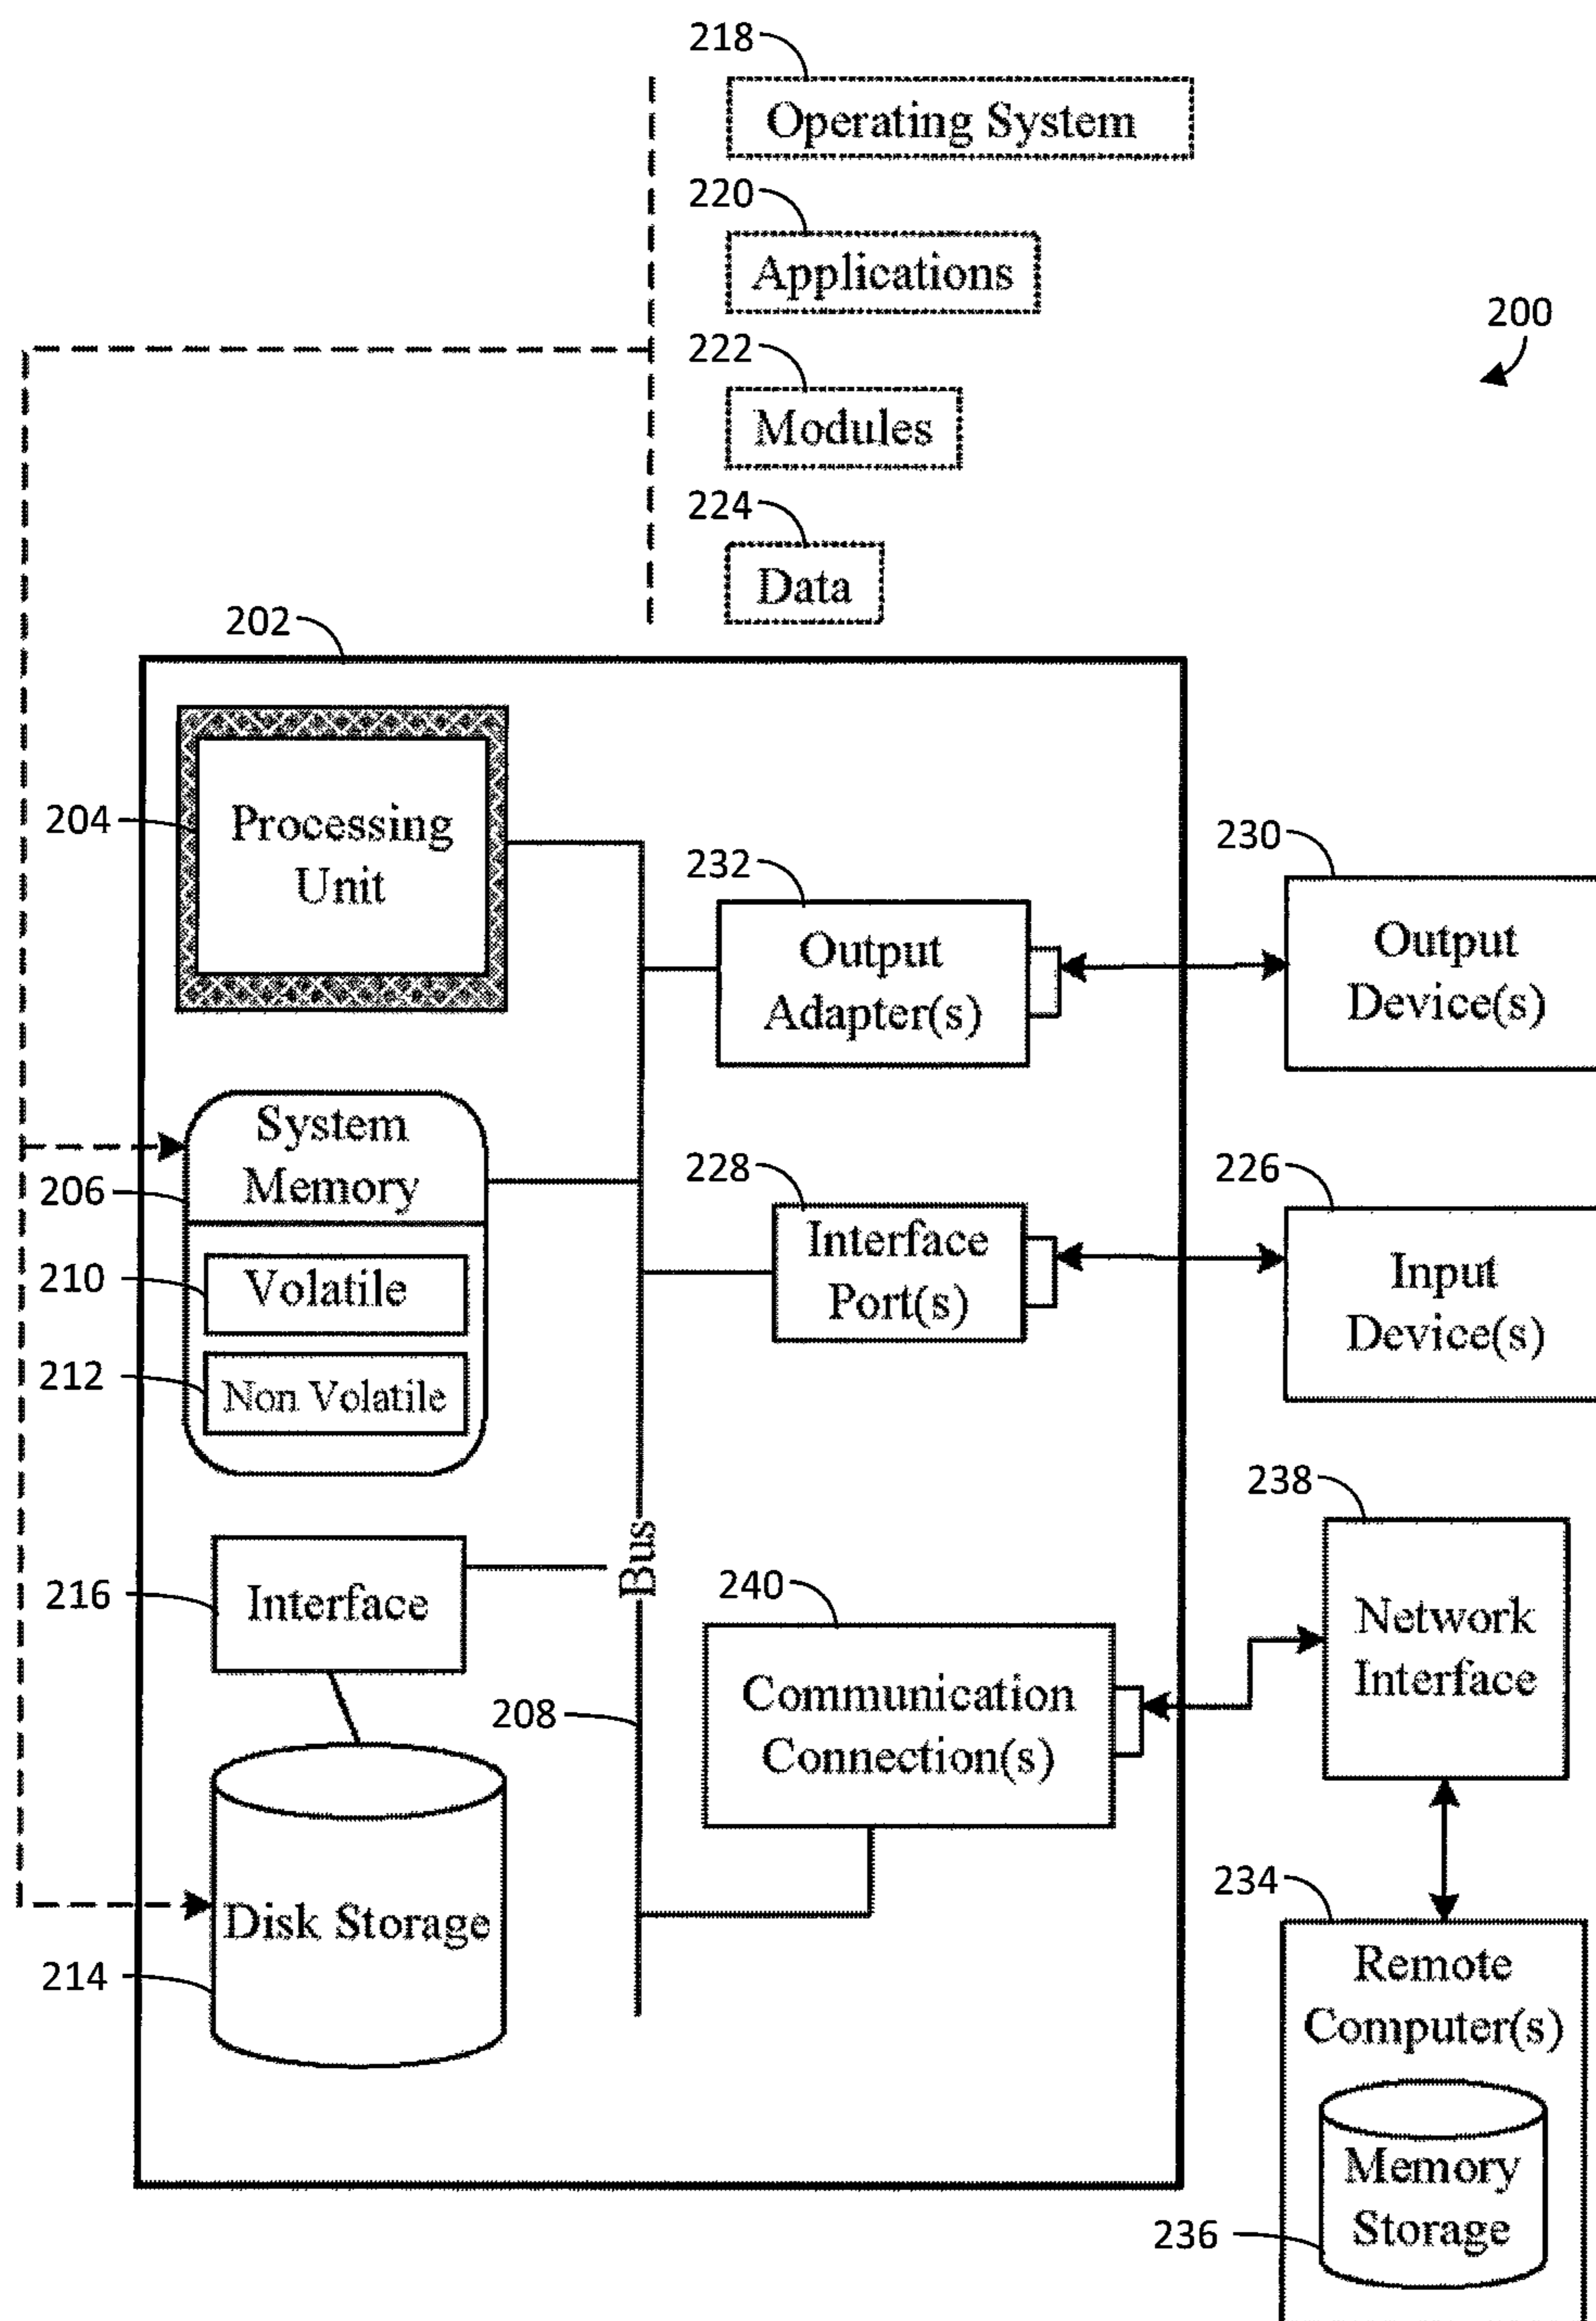 218
Operating System
220
Applications
200
222
Modules
224
Data
202
204
Processing
Unit
232
Output
Adapter(s)
230
Output
Device(s)
206
System
Memory
210
Volatile
212
Non Volatile
228
Interface
Port(s)
226
Input
Device(s)
216
Interface
Bus
208
240
Communication
Connection(s)
238
Network
Interface
214
Disk Storage
234
Remote
Computer(s)
236
Memory
Storage